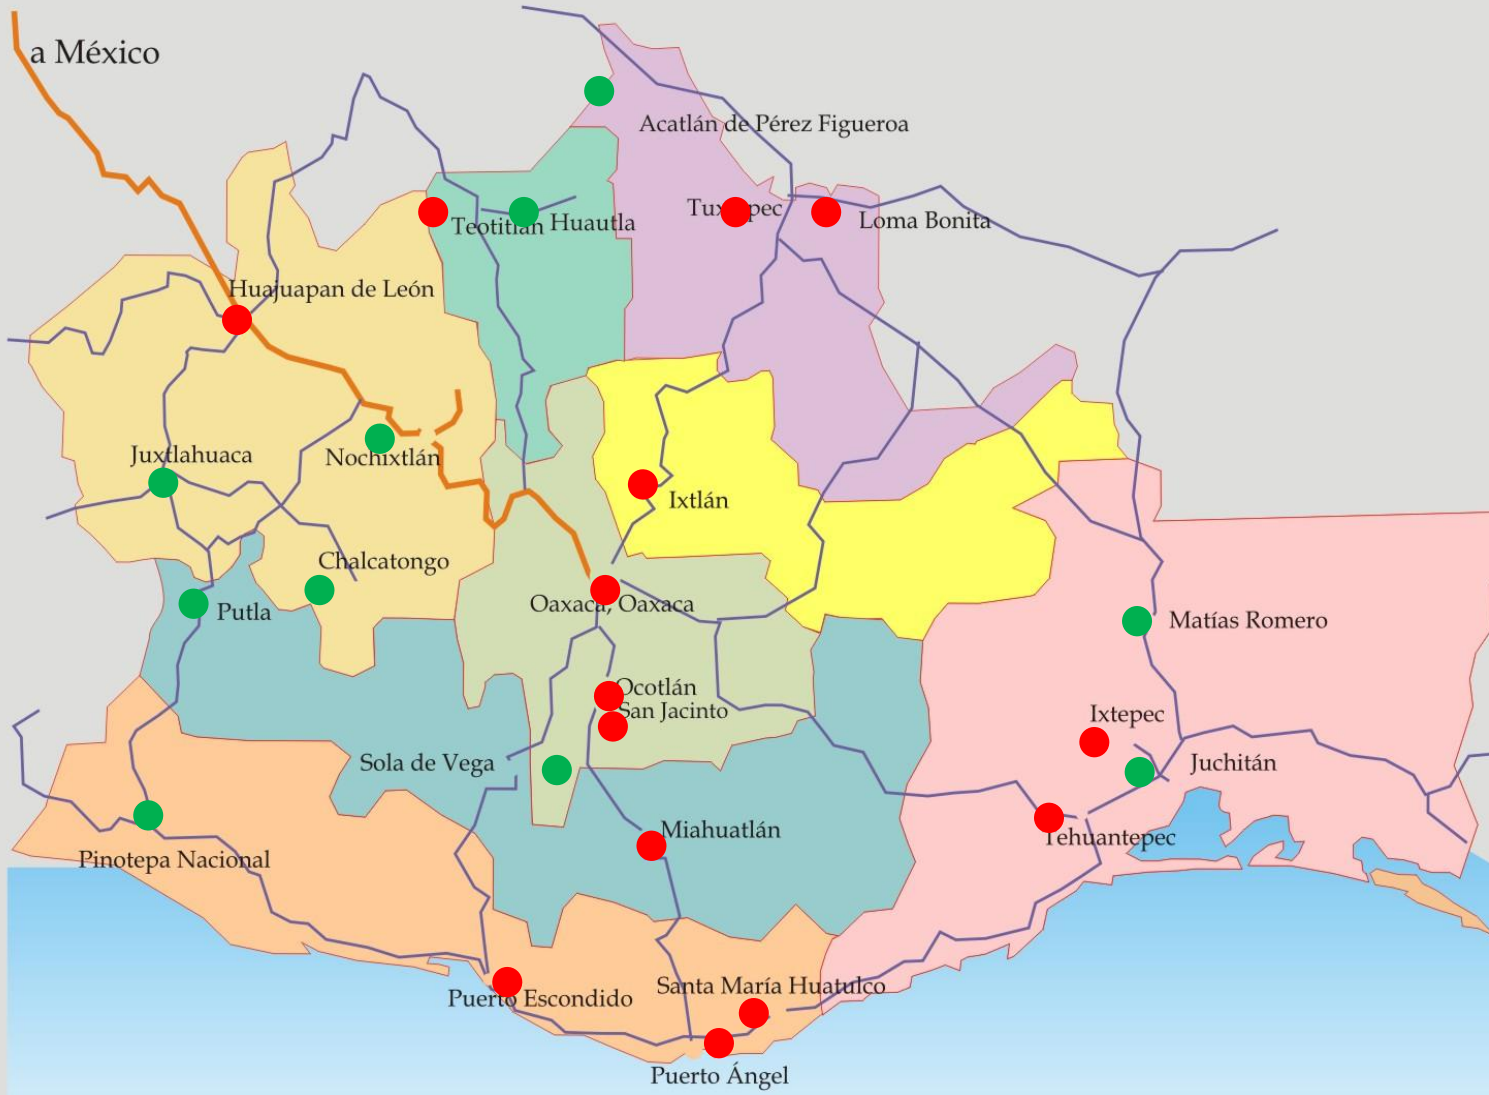 a México
Acatlán de Pérez Figueroa
Tuxtepec
Loma Bonita
Teotitlán
Huautla
Huajuapan de León
Juxtlahuaca
Nochixtlán
Ixtlán
Chalcatongo
Oaxaca, Oaxaca
Putla
Matías Romero
Ocotlán
San Jacinto
Ixtepec
Sola de Vega
Juchitán
Miahuatlán
Tehuantepec
Pinotepa Nacional
Santa María Huatulco
Puerto Escondido
Puerto Ángel